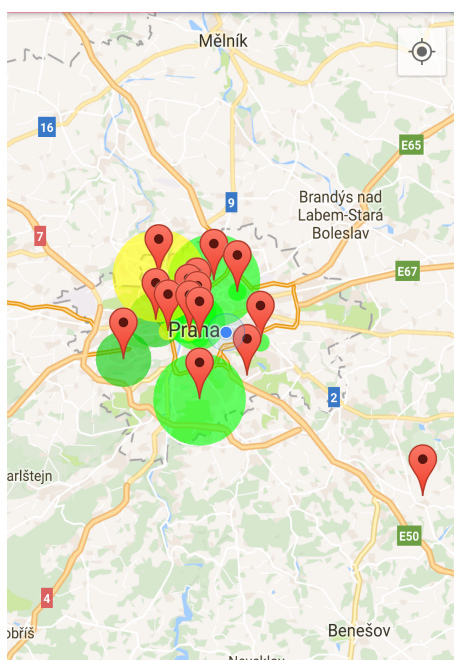 Mělník
16
E65
9
Brandýs nad
Labem-Stará
Boleslav
7
E67
Praha
2
arlštejn
E50
4
obříš
Benešov